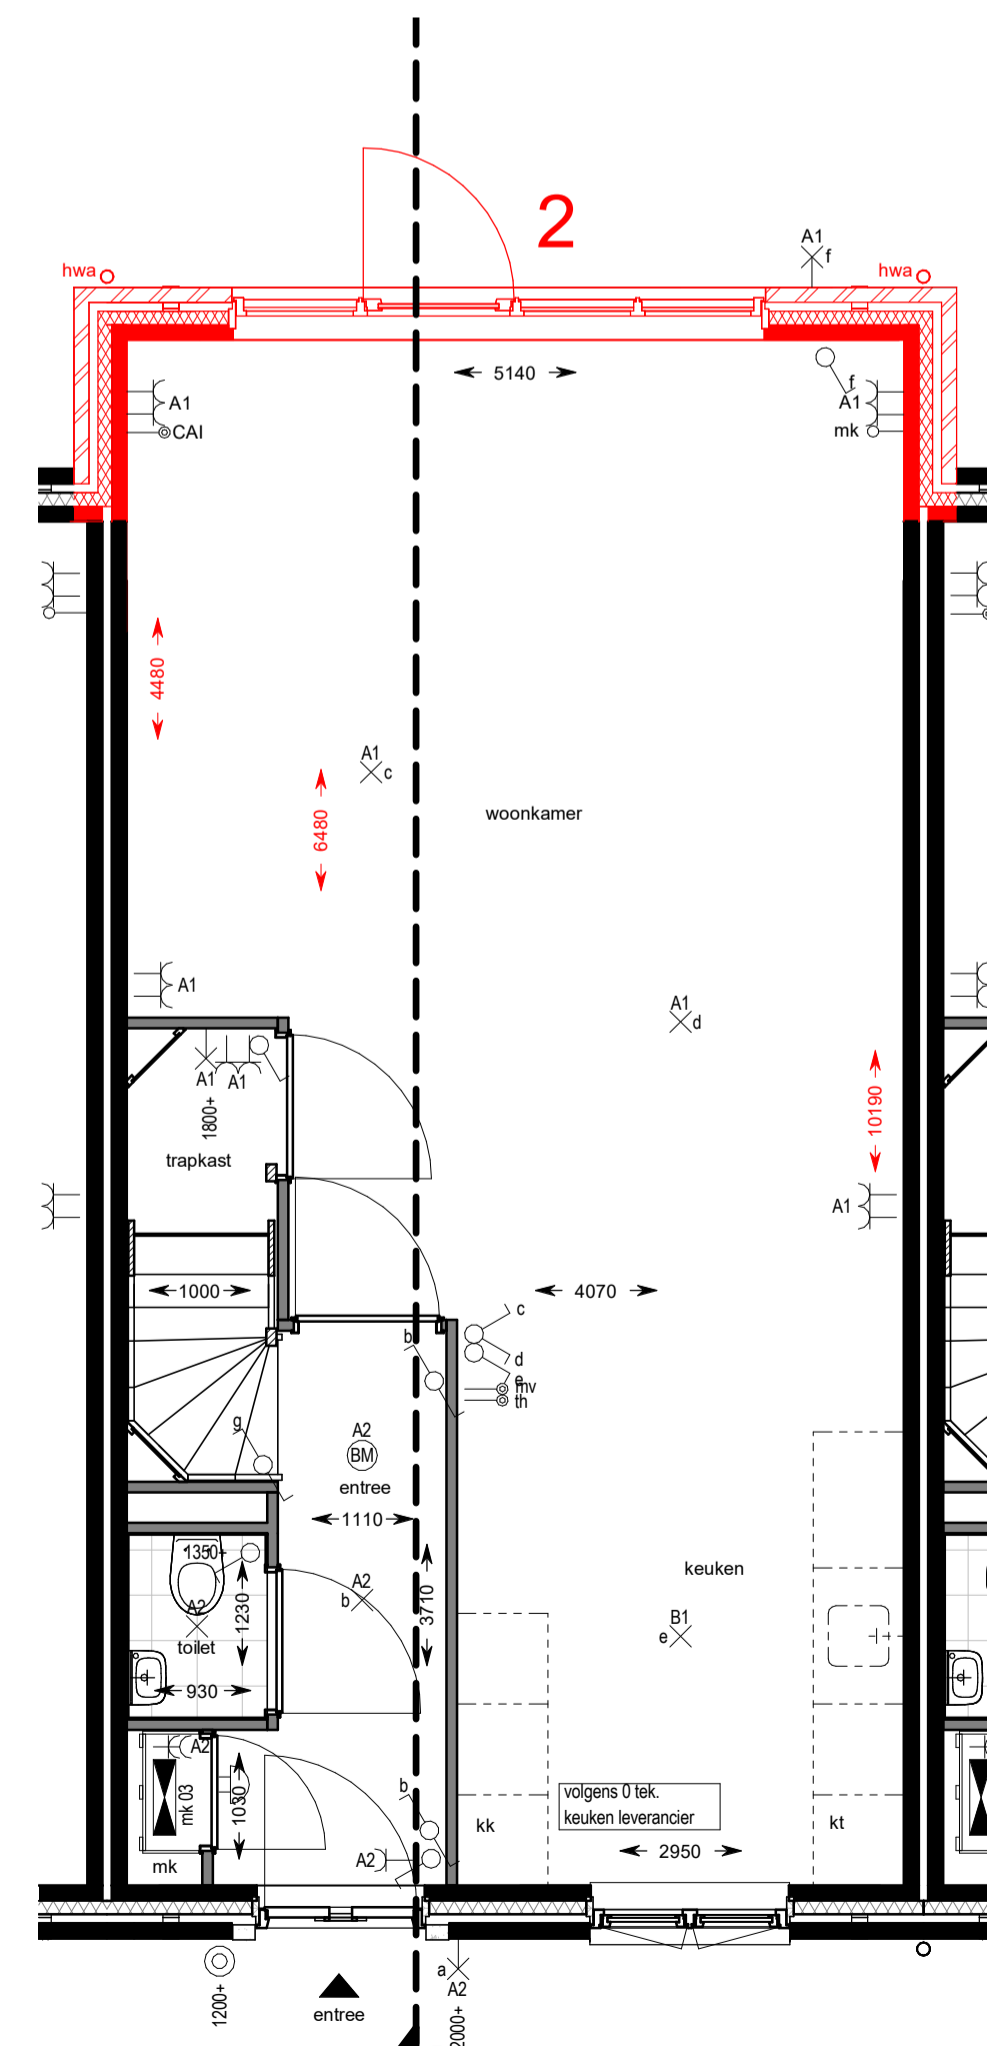 2
A1
f
hwa
hwa
5140
A1
CAI
f
A1
mk
4480
A1
c
6480
woonkamer
A1
A1
d
A1
A1
1800+
10190
trapkast
A1
1000
4070
c
b
d
e
mv
th
g
A2
BM
entree
1110
1350+
keuken
A2
b
1230
3710
A2
toilet
B1
e
930
A2
mk 03
1030
b
volgens 0 tek.
keuken leverancier
kk
kt
mk
A2
2950
a
A2
1200+
entree
2000+